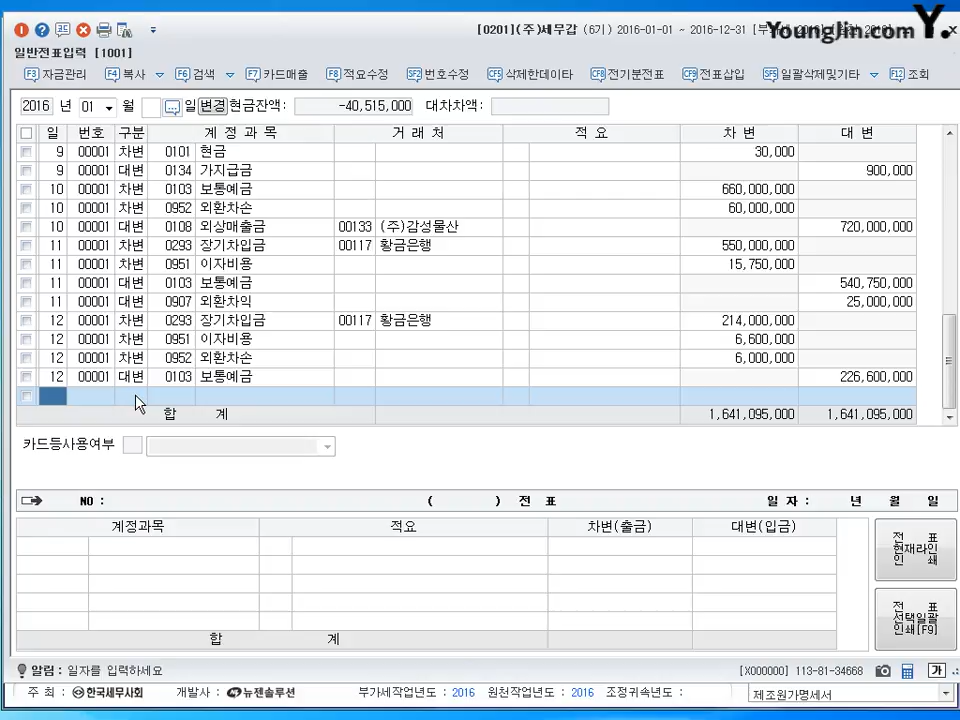 [0201](주)세무갑 (6기) 2016-01-01 ~ 2016-12-31
Younglin.com Y.
일반전표입력 [1001]
F3 자금관리 F4 복사 F6 검색 F7 카드매출 F8 적요수정 SF2 번호수정 CF5 삭제한데이타 CF8 전기분전표 CF9 전표삽입 SF5 일괄삭제및기타 F12 조회
2016 년 01 월 ... 일 변경 현금잔액: -40,515,000 대차차액:
일 번호 구분 계정과목 거래처 적요 차변 대변
9 00001 차변 0101 현금 30,000
9 00001 대변 0134 가지급금 900,000
10 00001 차변 0103 보통예금 660,000,000
10 00001 차변 0952 외환차손 60,000,000
10 00001 대변 0108 외상매출금 00133 (주)감성물산 720,000,000
11 00001 차변 0293 장기차입금 00117 황금은행 550,000,000
11 00001 차변 0951 이자비용 15,750,000
11 00001 대변 0103 보통예금 540,750,000
11 00001 대변 0907 외환차익 25,000,000
12 00001 차변 0293 장기차입금 00117 황금은행 214,000,000
12 00001 차변 0951 이자비용 6,600,000
12 00001 차변 0952 외환차손 6,000,000
12 00001 대변 0103 보통예금 226,600,000
합 계 1,641,095,000 1,641,095,000
카드등사용여부
NO : ( ) 전 표 일 자 : 년 월 일
계정과목 적요 차변(출금) 대변(입금)
전 표
현재라인
인 쇄
전 표
선택일괄
인쇄[F9]
합 계
알림 : 일자를 입력하세요 [X000000] 113-81-34668 가
주 최 : 한국세무사회 개발사 : 뉴젠솔루션 부가세작업년도 : 2016 원천작업년도 : 2016 조정귀속년도 : 제조원가명세서